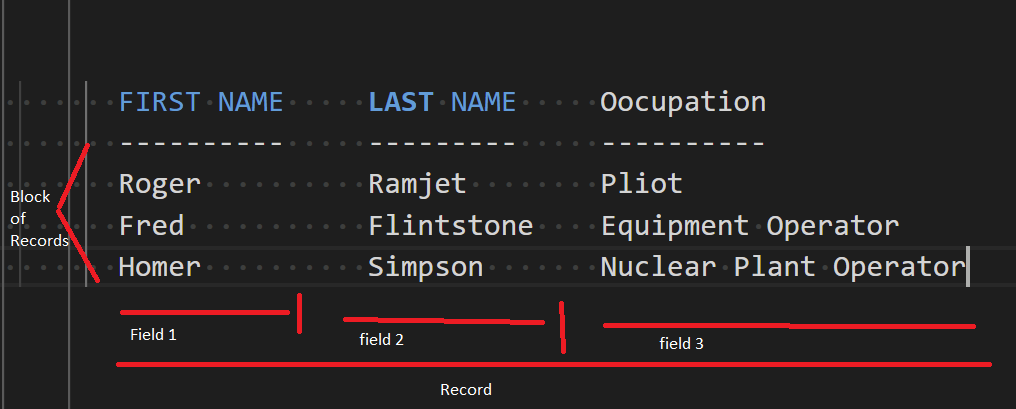 FIRST NAME LAST NAME Oocupation
---------- --------- ----------
Roger Ramjet Pliot
Fred Flintstone Equipment Operator
Homer Simpson Nuclear Plant Operator
Block
of
Records
Field 1 field 2 field 3
Record